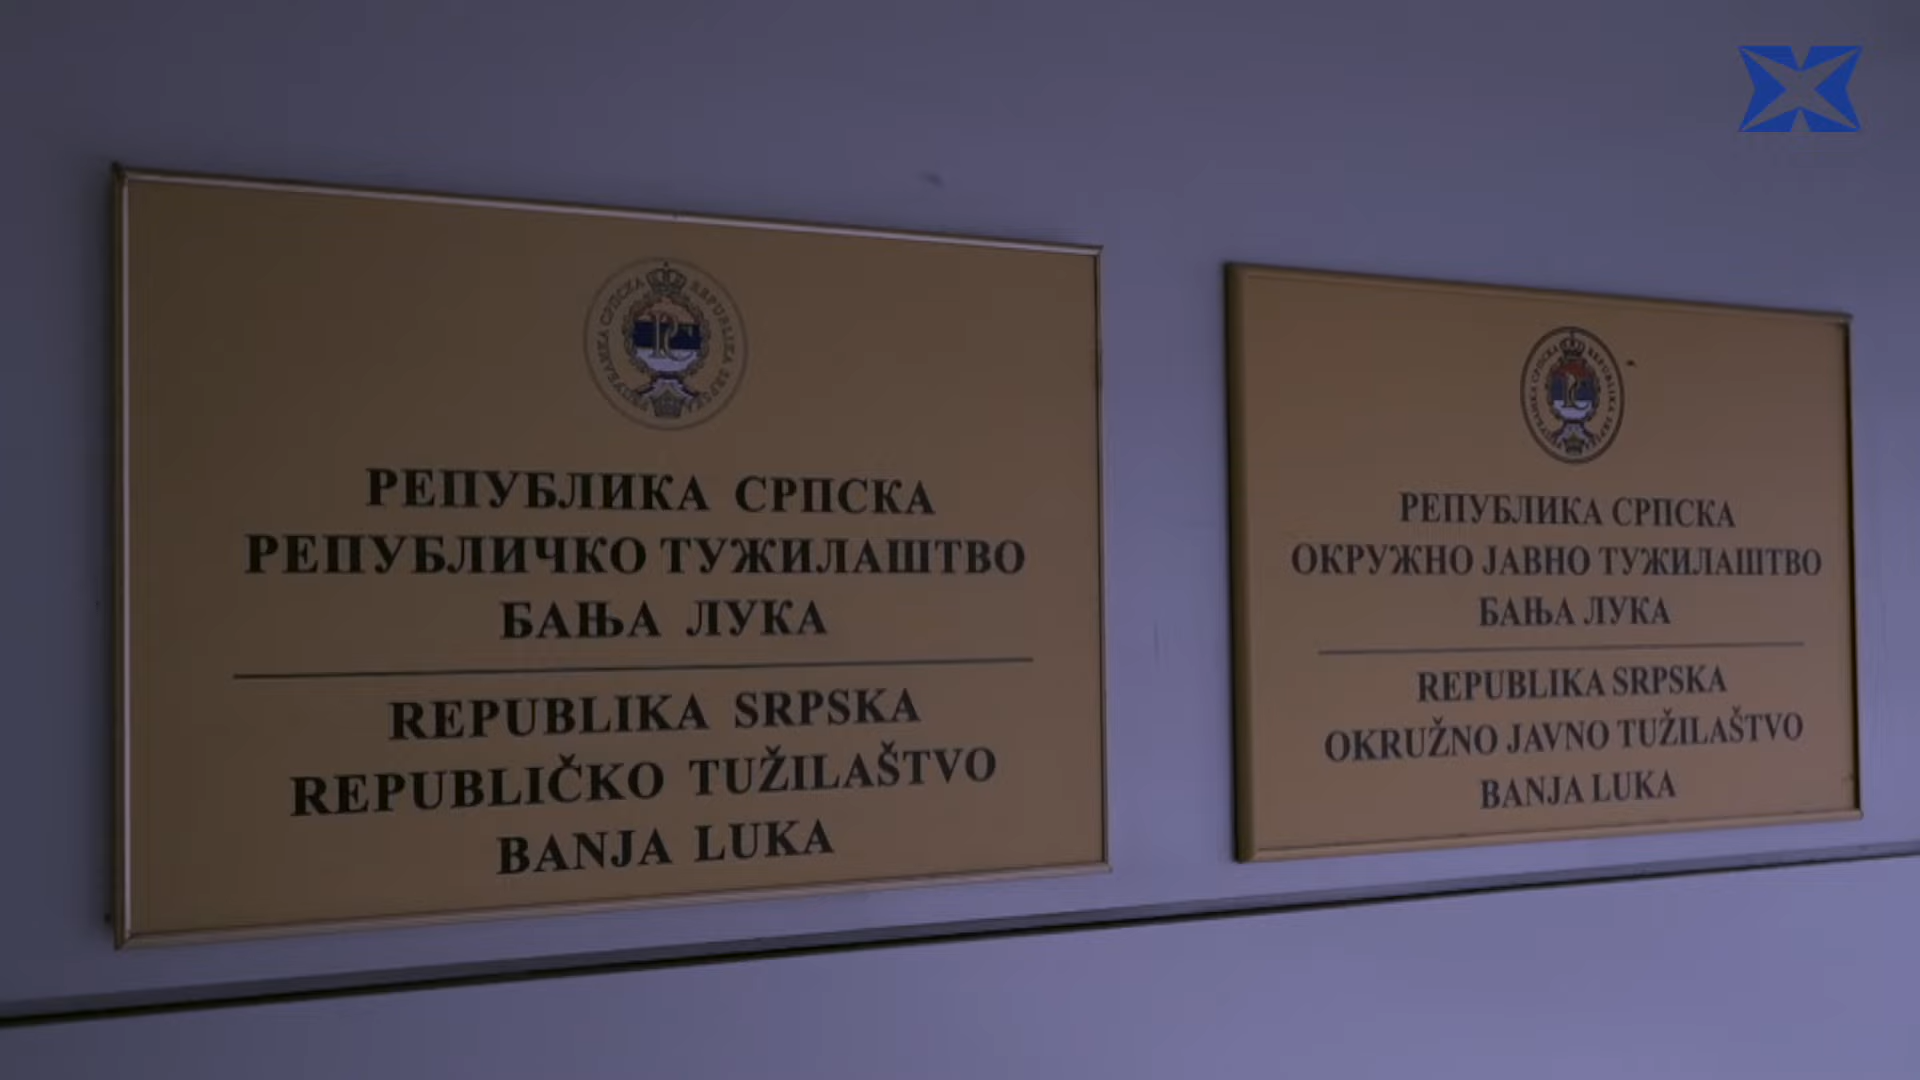 РЕПУБЛИКА СРПСКА
РЕПУБЛИЧКО ТУЖИЛАШТВО
БАЊА ЛУКА
REPUBLIKA SRPSKA
REPUBLIČKO TUŽILAŠTVO
BANJA LUKA
РЕПУБЛИКА СРПСКА
ОКРУЖНО ЈАВНО ТУЖИЛАШТВО
БАЊА ЛУКА
REPUBLIKA SRPSKA
OKRUŽNO JAVNO TUŽILAŠTVO
BANJA LUKA